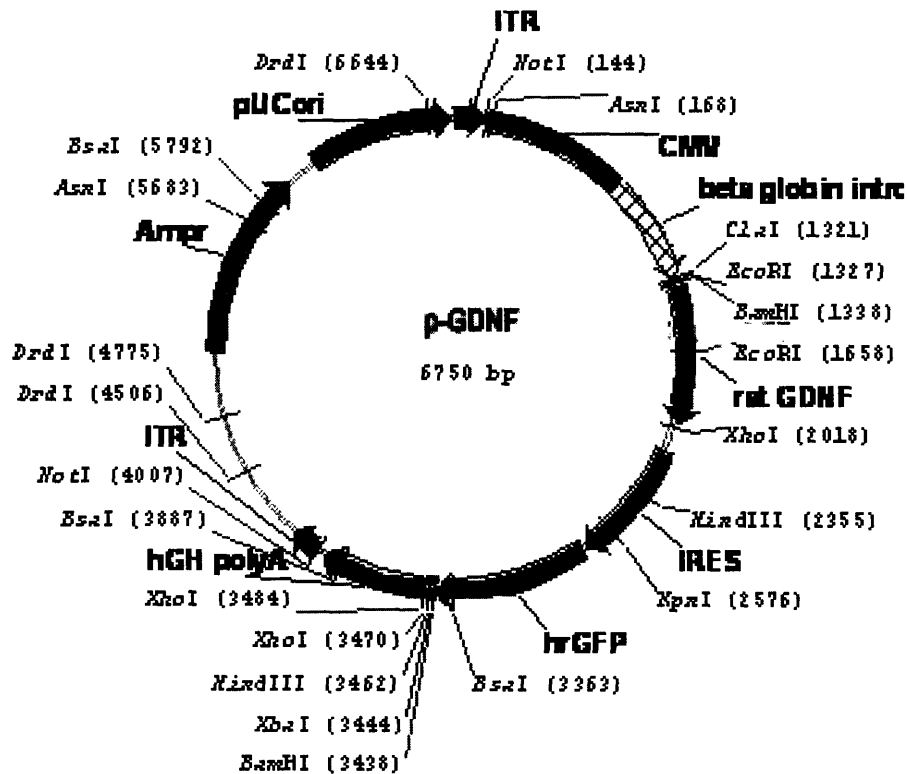 ITR
DrdI (6644)
NotI (144)
pUCori
AsnI (168)
CMV
BsaI (5792)
AsnI (5683)
beta globin intrc
ClaI (1321)
Ampr
EcoRI (1327)
p-GDNF
BamHI (1338)
6750 bp
EcoRI (1658)
DrdI (4775)
rat GDNF
DrdI (4506)
XhoI (2018)
ITR
NotI (4007)
HindIII (2355)
BsaI (3887)
IRES
hGH polyA
KpnI (2576)
XhoI (3484)
XhoI (3470)
hrGFP
HindIII (3462)
BsaI (3363)
XbaI (3444)
BamHI (3438)